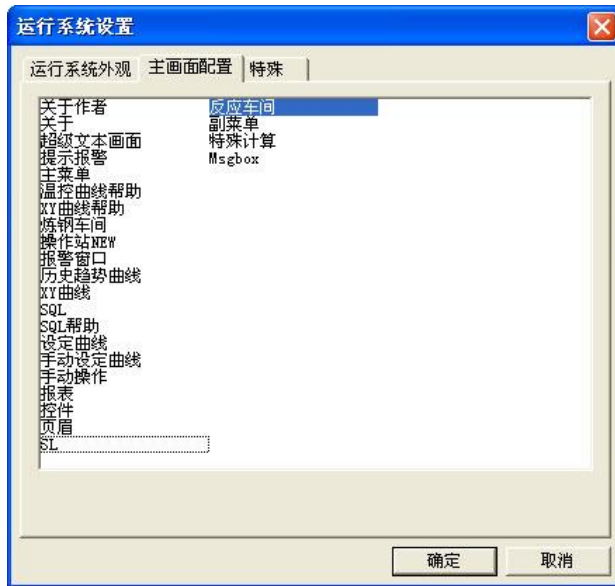 运行系统设置
运行系统外观 主画面配置 特殊
关于作者
关于
超级文本画面
提示报警
主菜单
温控曲线帮助
XY曲线帮助
炼钢车间
操作站NEW
报警窗口
历史趋势曲线
XY曲线
SQL
SQL帮助
设定曲线
手动设定曲线
手动操作
报表
控件
页眉
SL
反应车间
副菜单
特殊计算
Msgbox
确定 取消